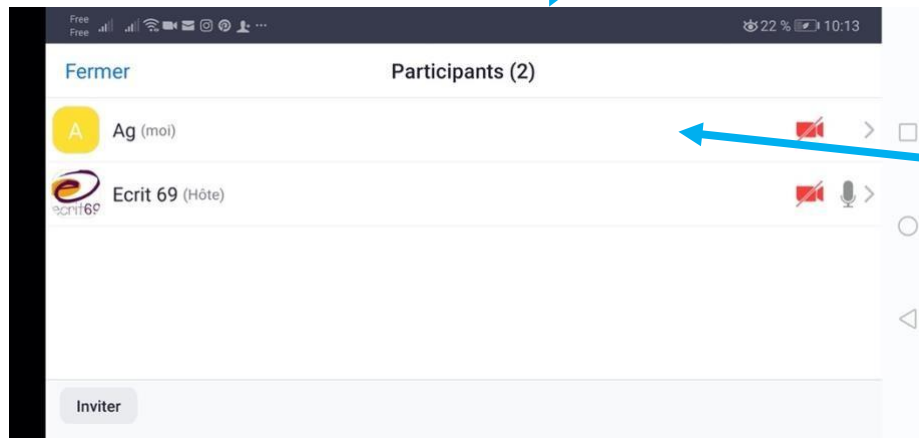 Free
Free
22 % 10:13
Fermer
Participants (2)
A
Ag (moi)
ecrit69
Ecrit 69 (Hôte)
Inviter